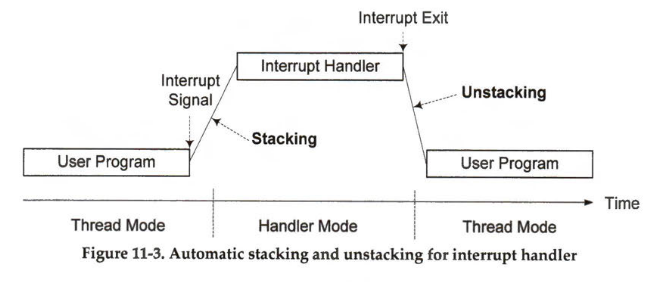 Interrupt Exit
Interrupt Handler
Interrupt
Signal
Unstacking
Stacking
User Program
User Program
Time
Thread Mode
Handler Mode
Thread Mode
Figure 11-3. Automatic stacking and unstacking for interrupt handler